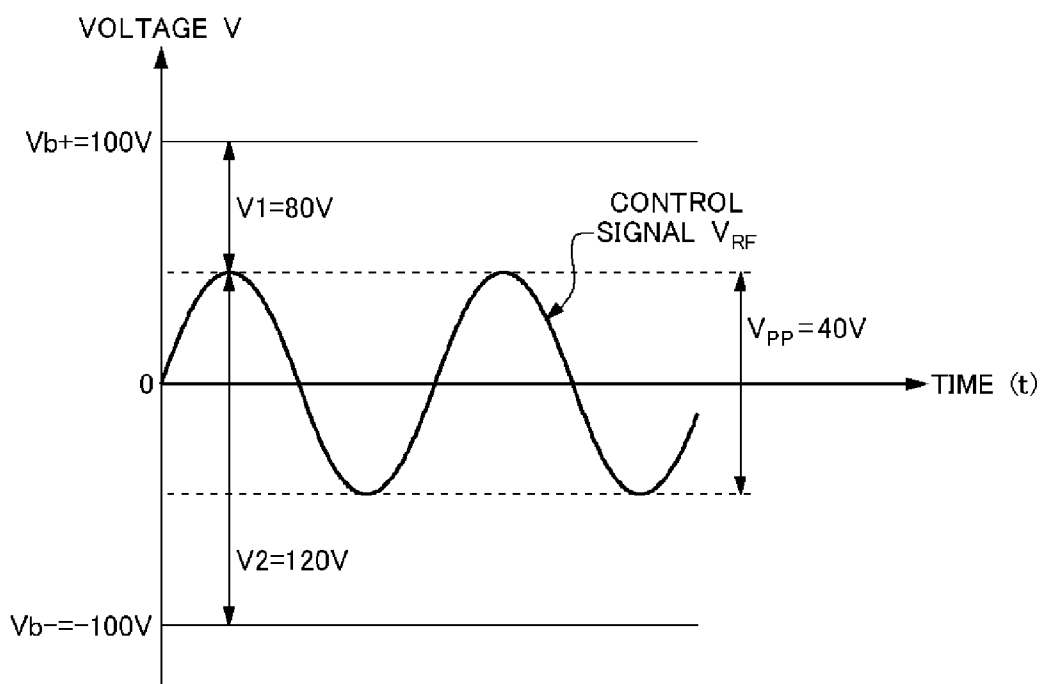 VOLTAGE V
Vb+=100V
V1=80V
CONTROL
SIGNAL VRF
VPP=40V
0
TIME (t)
V2=120V
Vb-=-100V